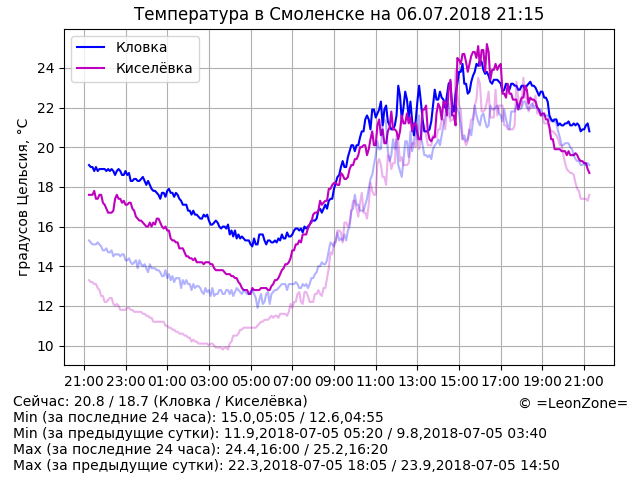 Температура в Смоленске на 06.07.2018 21:15
Кловка
Киселёвка
градусов Цельсия, °C
24
22
20
18
16
14
12
10
21:00 23:00 01:00 03:00 05:00 07:00 09:00 11:00 13:00 15:00 17:00 19:00 21:00
Сейчас: 20.8 / 18.7 (Кловка / Киселёвка)
© =LeonZone=
Min (за последние 24 часа): 15.0,05:05 / 12.6,04:55
Min (за предыдущие сутки): 11.9,2018-07-05 05:20 / 9.8,2018-07-05 03:40
Max (за последние 24 часа): 24.4,16:00 / 25.2,16:20
Max (за предыдущие сутки): 22.3,2018-07-05 18:05 / 23.9,2018-07-05 14:50